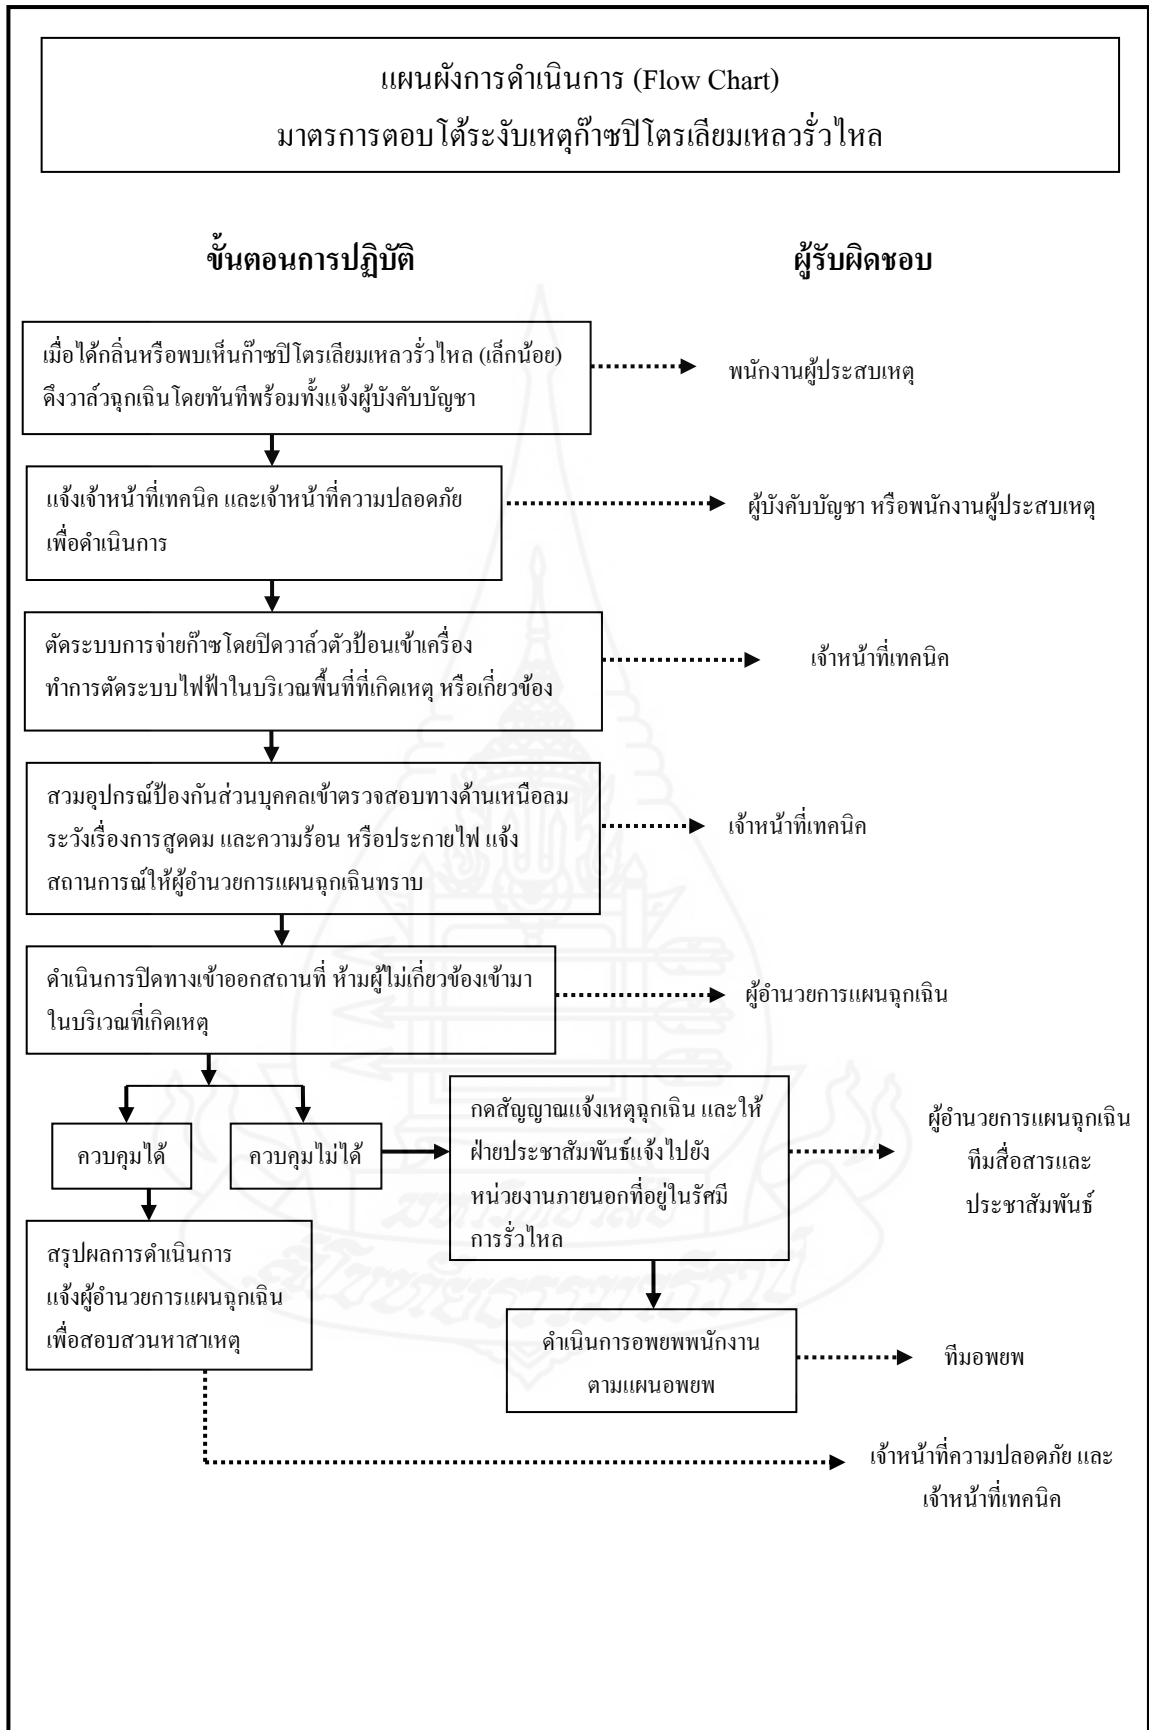 แผนผังการดำเนินการ (Flow Chart)
มาตรการตอบโต้ระงับเหตุก๊าซปิโตรเลียมเหลวรั่วไหล
ขั้นตอนการปฏิบัติ
ผู้รับผิดชอบ
เมื่อได้กลิ่นหรือพบเห็นก๊าซปิโตรเลียมเหลวรั่วไหล (เล็กน้อย)
ดึงวาล์วฉุกเฉินโดยทันทีพร้อมทั้งแจ้งผู้บังคับบัญชา
พนักงานผู้ประสบเหตุ
แจ้งเจ้าหน้าที่เทคนิค และเจ้าหน้าที่ความปลอดภัย
เพื่อดำเนินการ
ผู้บังคับบัญชา หรือพนักงานผู้ประสบเหตุ
ตัดระบบการจ่ายก๊าซโดยปิดวาล์วตัวป้อนเข้าเครื่อง
ทำการตัดระบบไฟฟ้าในบริเวณพื้นที่ที่เกิดเหตุ หรือเกี่ยวข้อง
เจ้าหน้าที่เทคนิค
สวมอุปกรณ์ป้องกันส่วนบุคคลเข้าตรวจสอบทางด้านเหนือลม
ระวังเรื่องการสูดดม และความร้อน หรือประกายไฟ แจ้ง
สถานการณ์ให้ผู้อำนวยการแผนฉุกเฉินทราบ
เจ้าหน้าที่เทคนิค
ดำเนินการปิดทางเข้าออกสถานที่ ห้ามผู้ไม่เกี่ยวข้องเข้ามา
ในบริเวณที่เกิดเหตุ
ผู้อำนวยการแผนฉุกเฉิน
ควบคุมได้
ควบคุมไม่ได้
กดสัญญาณแจ้งเหตุฉุกเฉิน และให้
ฝ่ายประชาสัมพันธ์แจ้งไปยัง
หน่วยงานภายนอกที่อยู่ในรัศมี
การรั่วไหล
ผู้อำนวยการแผนฉุกเฉิน
ทีมสื่อสารและ
ประชาสัมพันธ์
สรุปผลการดำเนินการ
แจ้งผู้อำนวยการแผนฉุกเฉิน
เพื่อสอบสวนหาสาเหตุ
ดำเนินการอพยพพนักงาน
ตามแผนอพยพ
ทีมอพยพ
เจ้าหน้าที่ความปลอดภัย และ
เจ้าหน้าที่เทคนิค
มหาวิทยาลัย
สุโขทัยธรรมาธิราช